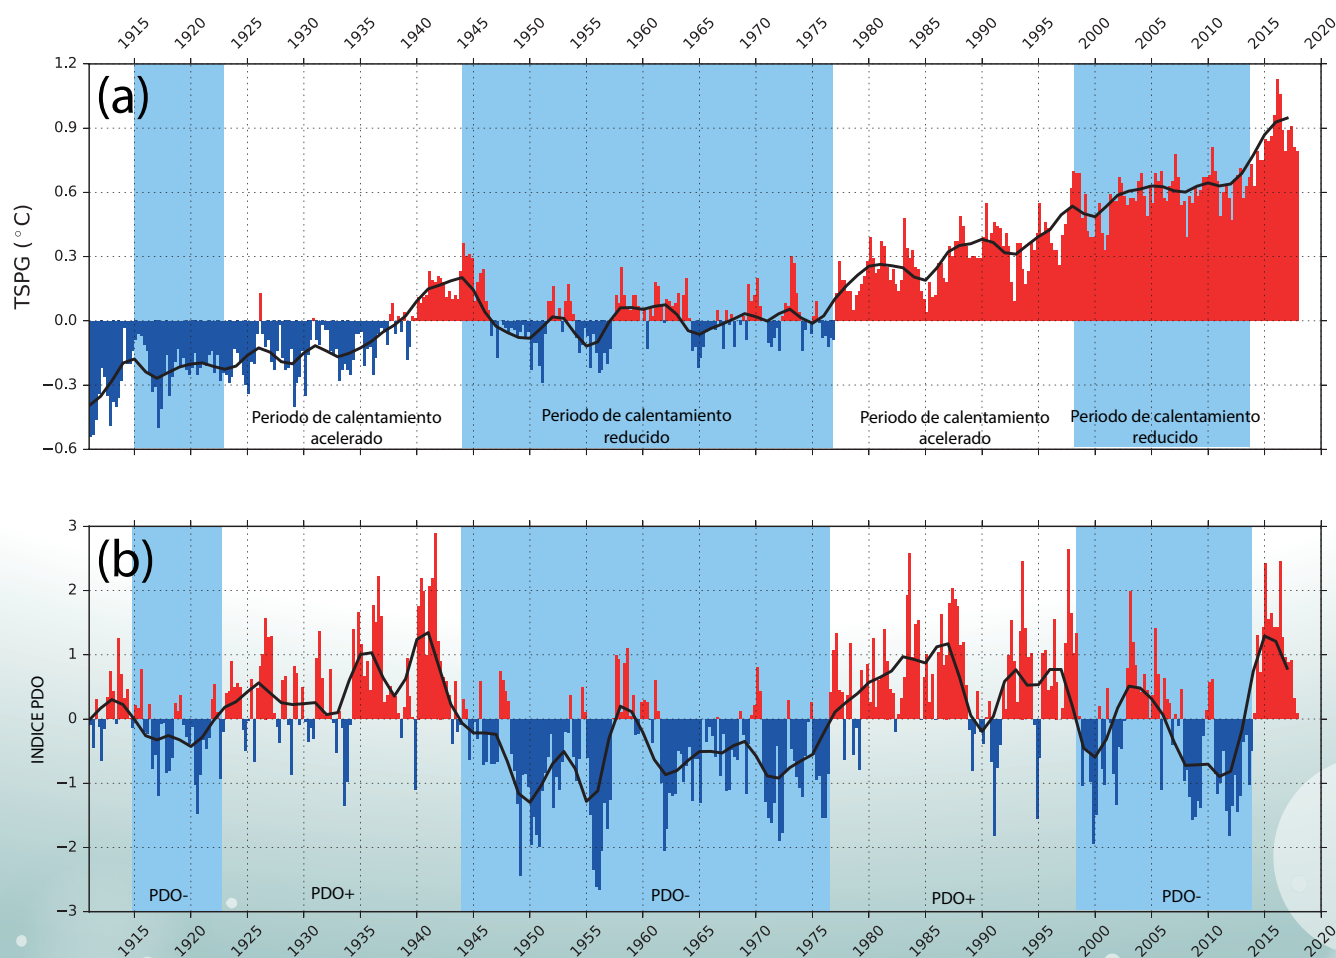 1915 1920 1925 1930 1935 1940 1945 1950 1955 1960 1965 1970 1975 1980 1985 1990 1995 2000 2005 2010 2015 2020
(a)
1.2
0.9
0.6
0.3
0.0
−0.3
−0.6
TSPG ( ° C)
Periodo de calentamiento
acelerado
Periodo de calentamiento
reducido
Periodo de calentamiento
acelerado
Periodo de calentamiento
reducido
(b)
3
2
1
0
−1
−2
−3
INDICE PDO
PDO- PDO+ PDO- PDO+ PDO-
1915 1920 1925 1930 1935 1940 1945 1950 1955 1960 1965 1970 1975 1980 1985 1990 1995 2000 2005 2010 2015 2020